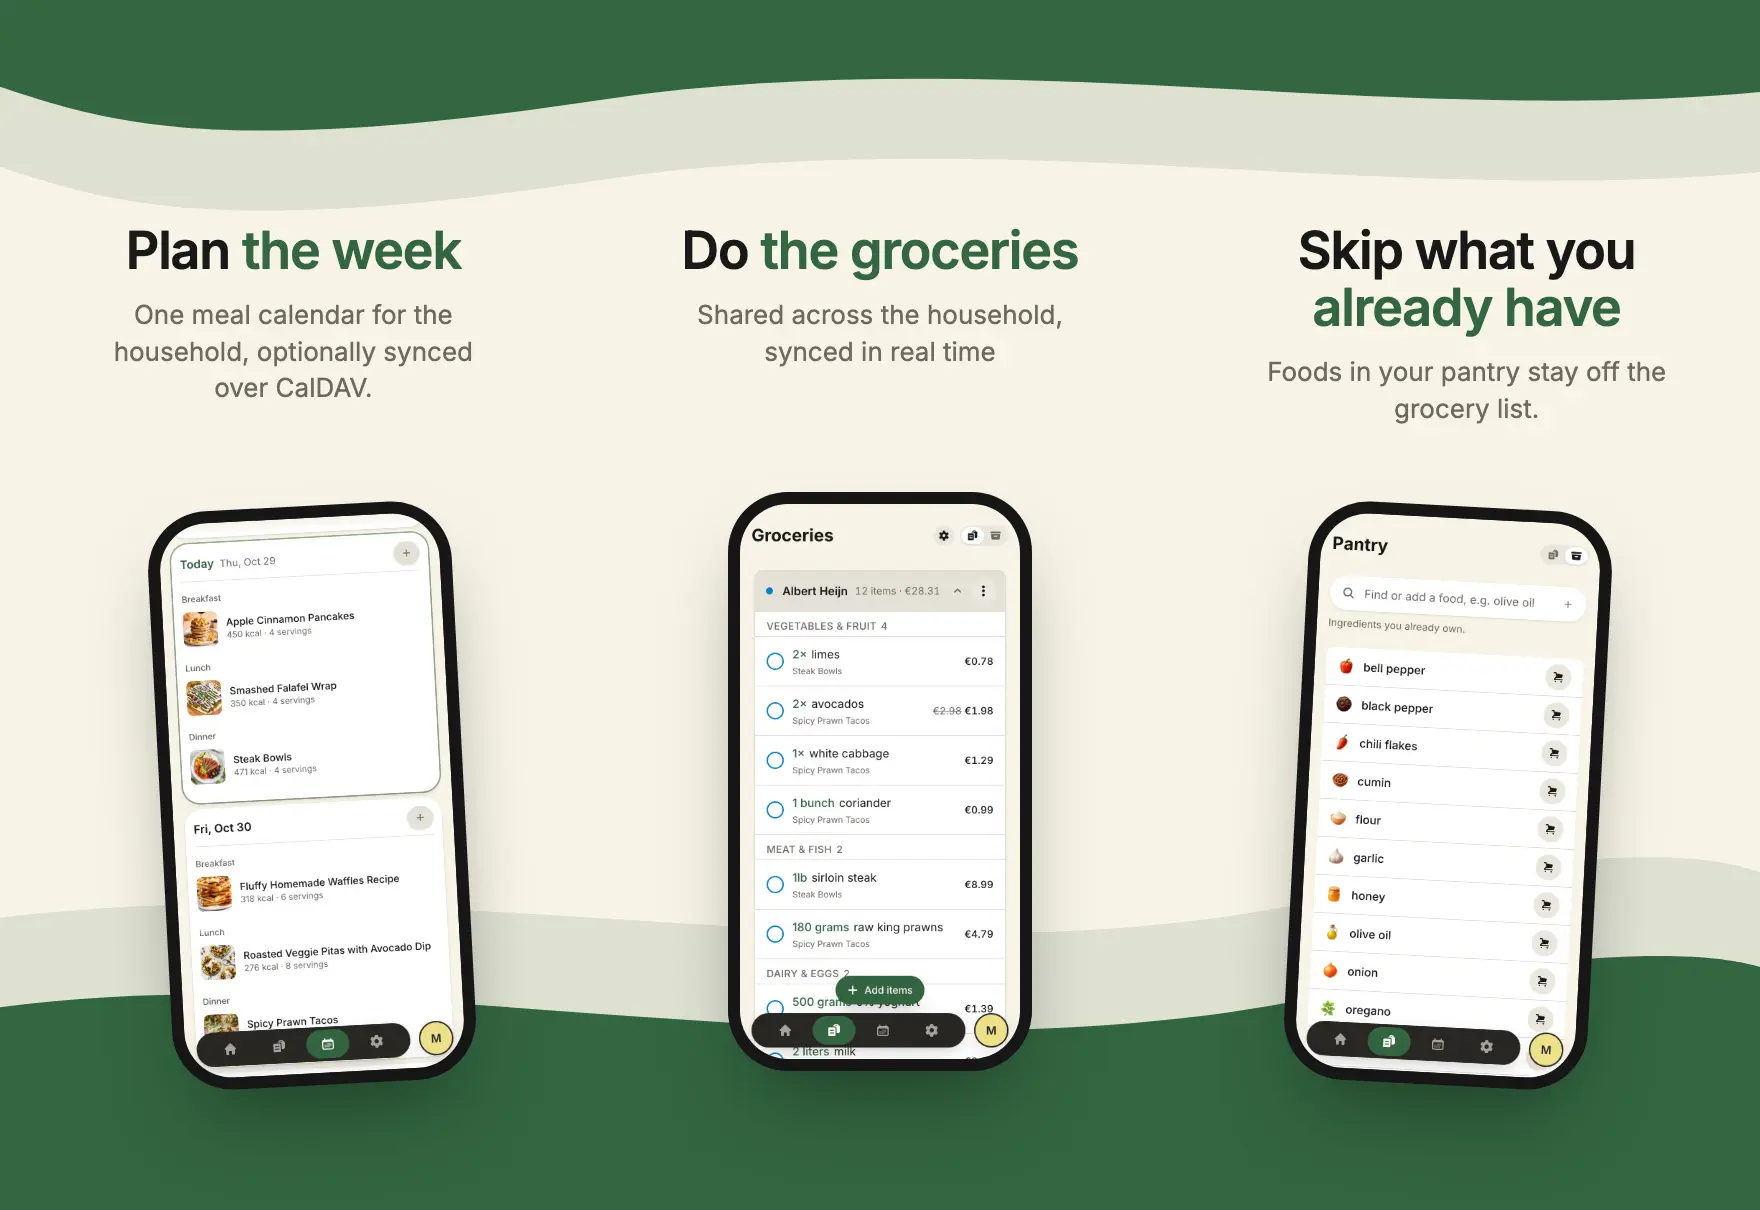 Plan the week
One meal calendar for the
household, optionally synced
over CalDAV.
Today Thu, Oct 29
Breakfast
Apple Cinnamon Pancakes
450 kcal · 4 servings
Lunch
Smashed Falafel Wrap
350 kcal · 4 servings
Dinner
Steak Bowls
471 kcal · 4 servings
Fri, Oct 30
Breakfast
Fluffy Homemade Waffles Recipe
318 kcal · 6 servings
Lunch
Roasted Veggie Pitas with Avocado Dip
276 kcal · 8 servings
Dinner
Spicy Prawn Tacos
M
Do the groceries
Shared across the household,
synced in real time
Groceries
Albert Heijn 12 items · €28.31
VEGETABLES & FRUIT 4
2× limes €0.78
Steak Bowls
2× avocados €2.98 €1.98
Spicy Prawn Tacos
1× white cabbage €1.29
Spicy Prawn Tacos
1 bunch coriander €0.99
Spicy Prawn Tacos
MEAT & FISH 2
1lb sirloin steak €8.99
Steak Bowls
180 grams raw king prawns €4.79
Spicy Prawn Tacos
DAIRY & EGGS 2
+ Add items
500 grams €1.39
2 liters milk
M
Skip what you
already have
Foods in your pantry stay off the
grocery list.
Pantry
Find or add a food, e.g. olive oil +
Ingredients you already own.
bell pepper
black pepper
chili flakes
cumin
flour
garlic
honey
olive oil
onion
oregano
M